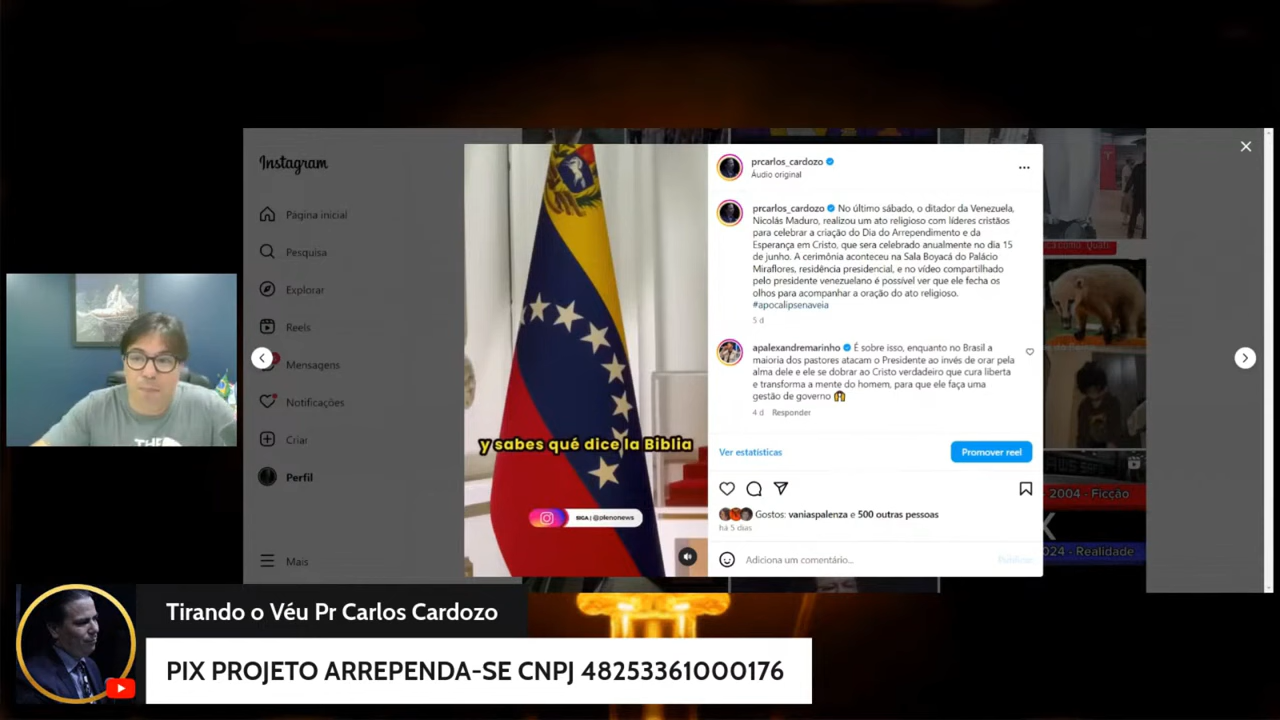 Instagram
Página inicial
Pesquisa
Explorar
Reels
Mensagens
Notificações
Criar
Perfil
Mais
y sabes qué dice la Biblia
SIGA | @plenonews
prcarlos_cardozo
Áudio original
prcarlos_cardozo No último sábado, o ditador da Venezuela,
Nicolás Maduro, realizou um ato religioso com líderes cristãos
para celebrar a criação do Dia do Arrependimento e da
Esperança em Cristo, que sera celebrado anualmente no dia 15
de junho. A cerimônia aconteceu na Sala Boyacá do Palácio
Miraflores, residência presidencial, e no vídeo compartilhado
pelo presidente venezuelano é possível ver que ele fecha os
olhos para acompanhar a oração do ato religioso.
#apocalipsenaveia
5 d
apalexandremarinho É sobre isso, enquanto no Brasil a
maioria dos pastores atacam o Presidente ao invés de orar pela
alma dele e ele se dobrar ao Cristo verdadeiro que cura liberta
e transforma a mente do homem, para que ele faça uma
gestão de governo
4 d Responder
Ver estatísticas
Promover reel
Gostos: vaniaspalenza e 500 outras pessoas
há 5 dias
Adiciona um comentário...
Publicar
2004 - Ficção
X
024 - Realidade
THE
Tirando o Véu Pr Carlos Cardozo
PIX PROJETO ARREPENDA-SE CNPJ 48253361000176